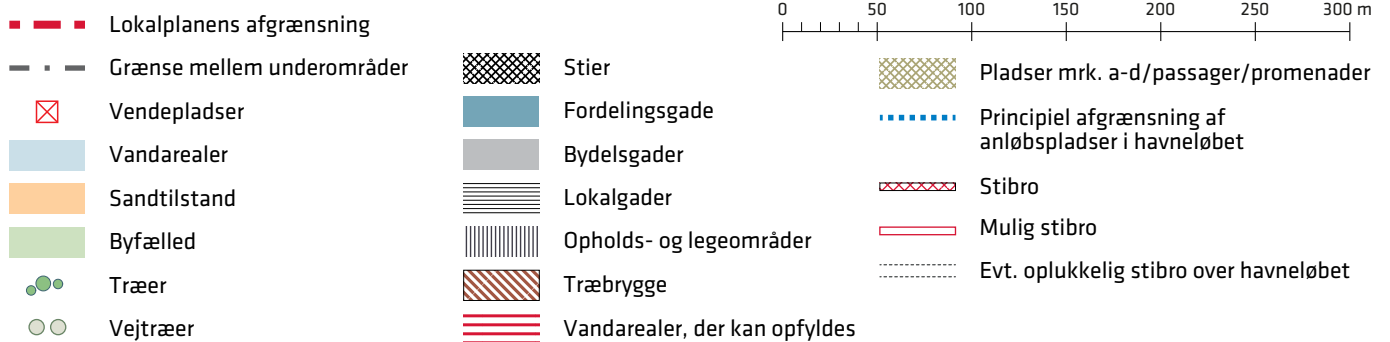 Lokalplanens afgrænsning
Grænse mellem underområder
Vendepladser
Vandarealer
Sandtilstand
Byfælled
Træer
Vejtræer
Stier
Fordelingsgade
Bydelsgader
Lokalgader
Opholds- og legeområder
Træbrygge
Vandarealer, der kan opfyldes
0 50 100 150 200 250 300 m
Pladser mrk. a-d/passager/promenader
Principiel afgrænsning af
anløbspladser i havneløbet
Stibro
Mulig stibro
Evt. oplukkelig stibro over havneløbet